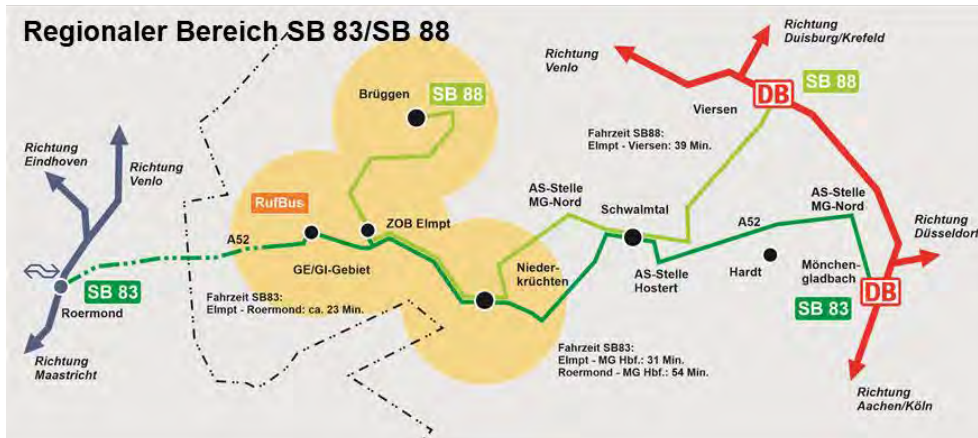 Regionaler Bereich SB 83/SB 88
Richtung
Duisburg/Krefeld
Richtung
Venlo
DB
SB 88
Viersen
Brüggen
SB 88
Fahrzeit SB88:
Elmpt - Viersen: 39 Min.
Richtung
Eindhoven
Richtung
Venlo
RufBus
AS-Stelle
MG-Nord
Schwalmtal
AS-Stelle
MG-Nord
A52
ZOB Elmpt
A52
Richtung
Düsseldorf
GE/GI-Gebiet
Nieder-
krüchten
AS-Stelle
Hostert
Hardt
Mönchen-
gladbach
DB
SB 83
SB 83
Roermond
Fahrzeit SB83:
Elmpt - Roermond: ca. 23 Min.
Fahrzeit SB83:
Elmpt - MG Hbf.: 31 Min.
Roermond - MG Hbf.: 54 Min.
Richtung
Maastricht
Richtung
Aachen/Köln